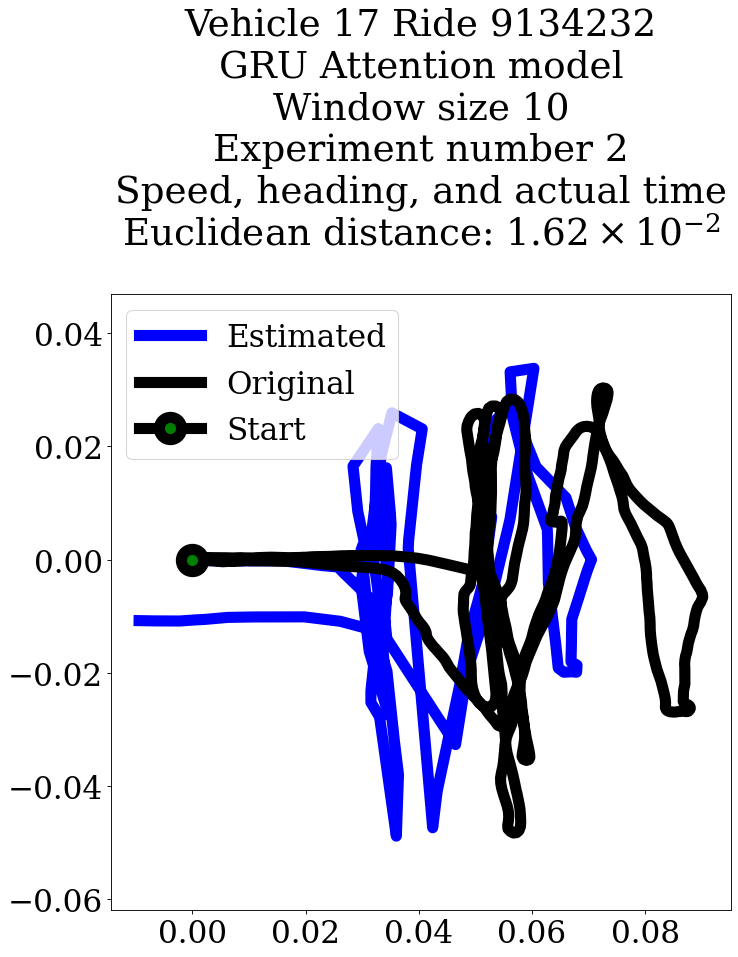 Vehicle 17 Ride 9134232
GRU Attention model
Window size 10
Experiment number 2
Speed, heading, and actual time
Euclidean distance: 1.62 × 10⁻²
Estimated
Original
Start
0.04
0.02
0.00
−0.02
−0.04
−0.06
0.00 0.02 0.04 0.06 0.08